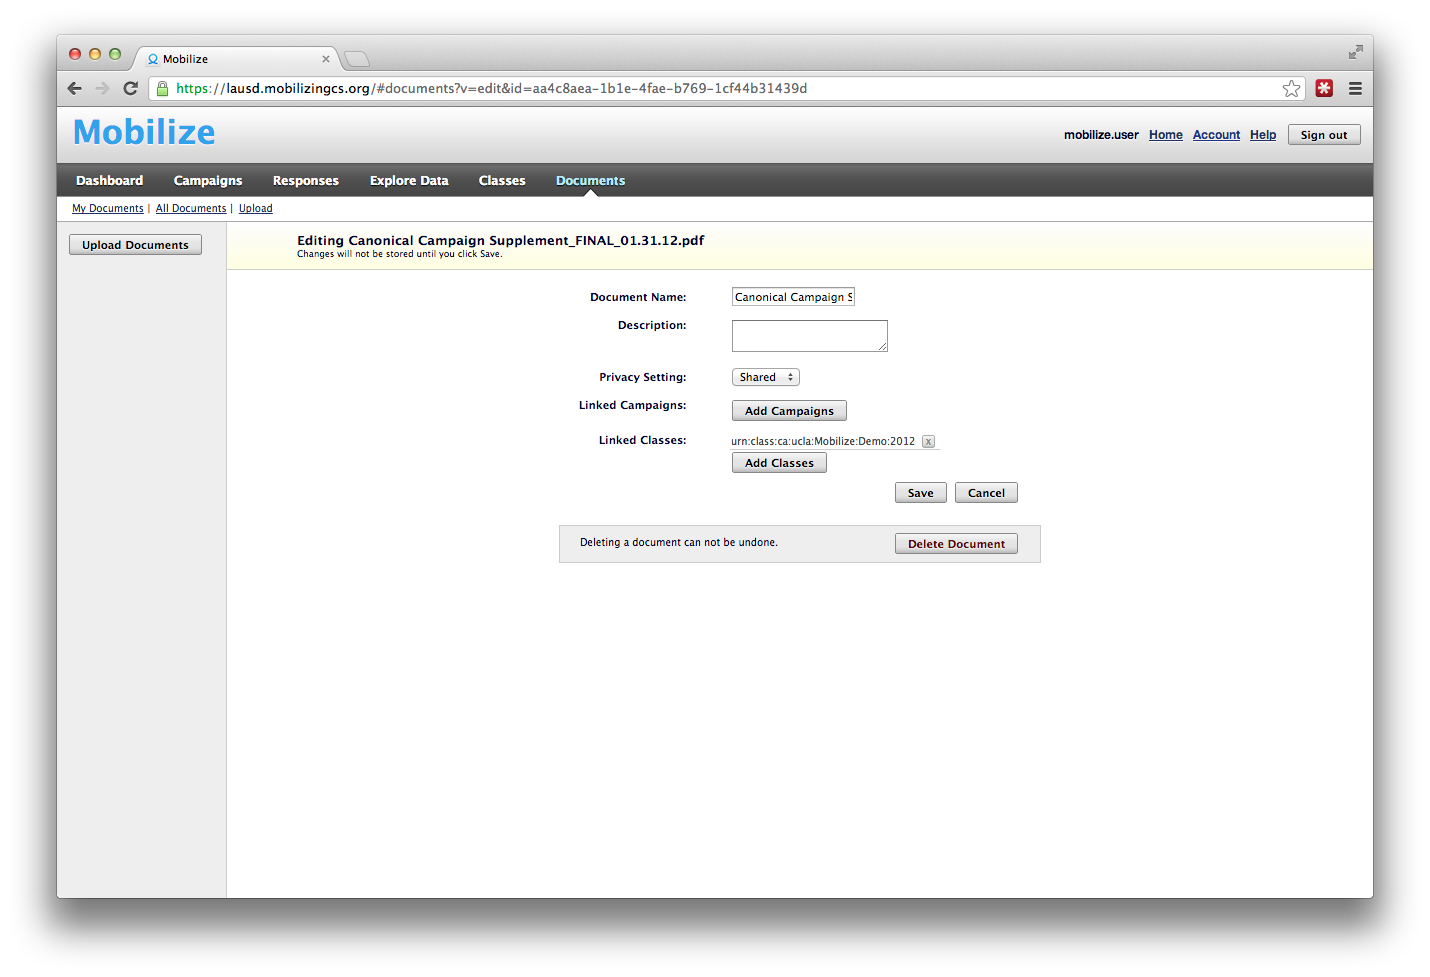 Mobilize
https://lausd.mobilizingcs.org/#documents?v=edit&id=aa4c8aea-1b1e-4fae-b769-1cf44b31439d
Mobilize
mobilize.user Home Account Help Sign out
Dashboard Campaigns Responses Explore Data Classes Documents
My Documents | All Documents | Upload
Upload Documents
Editing Canonical Campaign Supplement_FINAL_01.31.12.pdf
Changes will not be stored until you click Save.
Document Name: Canonical Campaign S
Description:
Privacy Setting: Shared
Linked Campaigns: Add Campaigns
Linked Classes: urn:class:ca:ucla:Mobilize:Demo:2012 x
Add Classes
Save Cancel
Deleting a document can not be undone. Delete Document